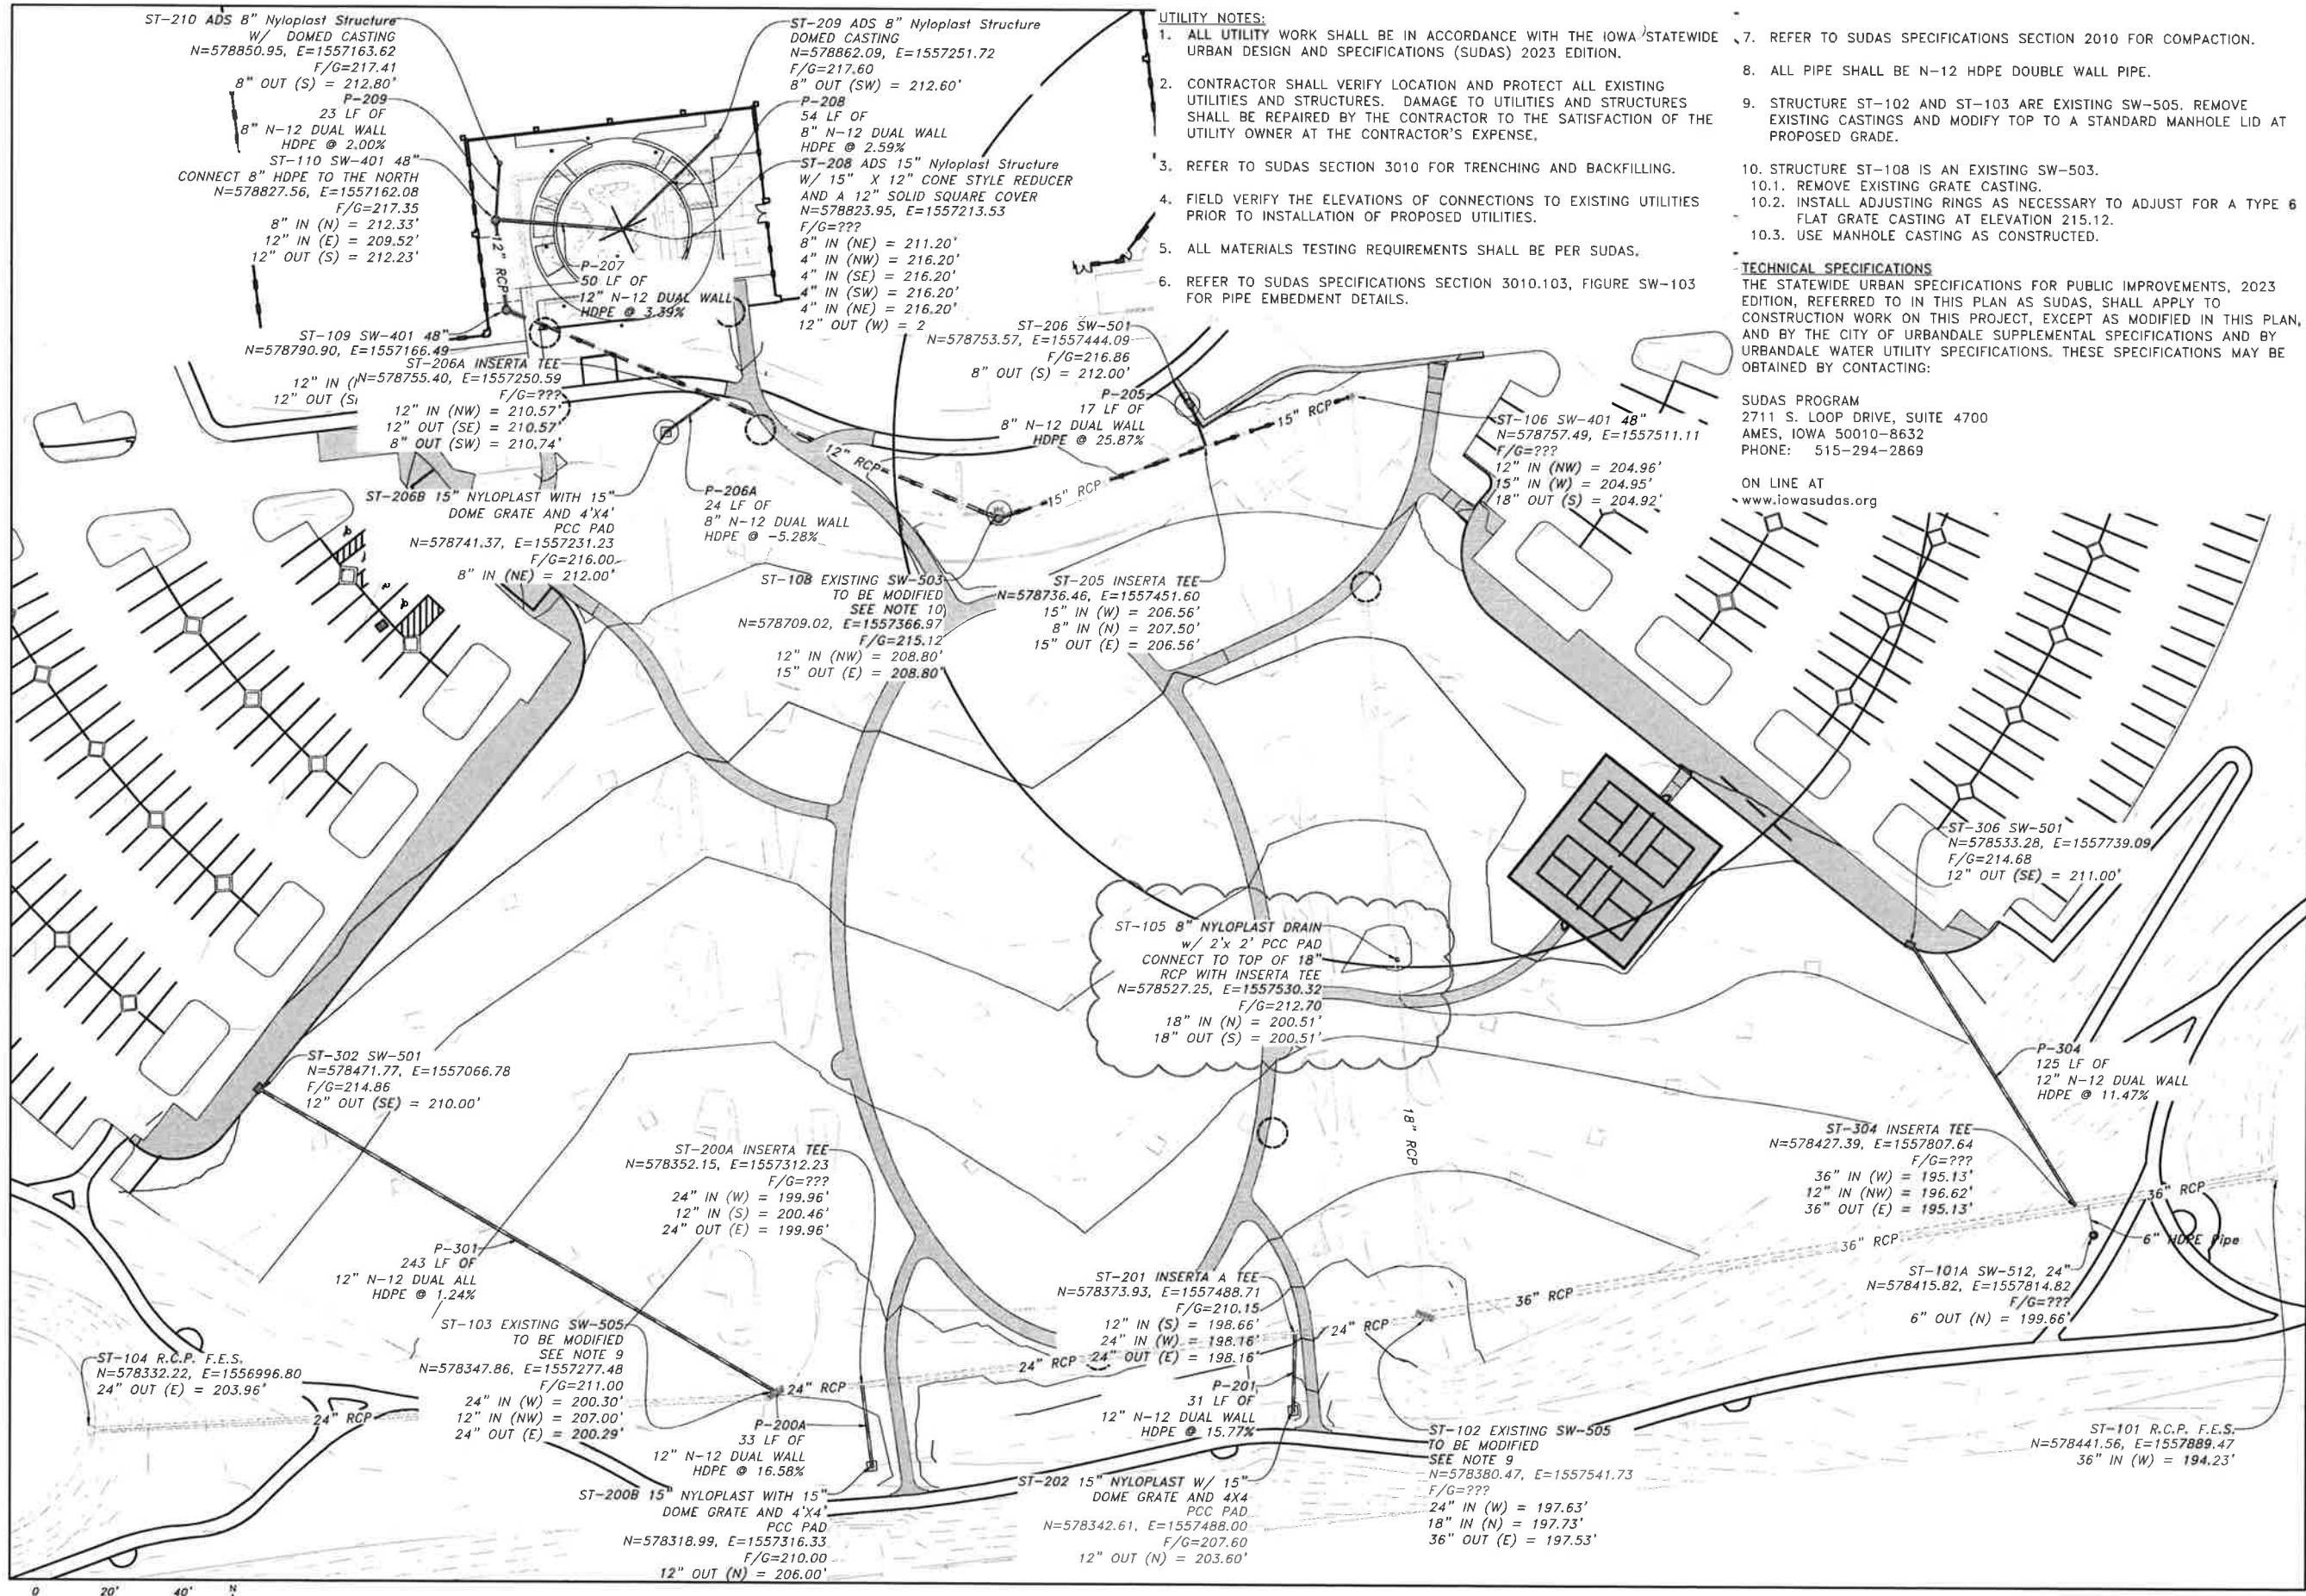 ST-210 ADS 8" Nyloplast Structure
W/ DOMED CASTING
N=578850.95, E=1557163.62
F/G=217.41
8" OUT (S) = 212.80'
P-209
23 LF OF
8" N-12 DUAL WALL
HDPE @ 2.00%
ST-110 SW-401 48"
CONNECT 8" HDPE TO THE NORTH
N=578827.56, E=1557162.08
F/G=217.35
8" IN (N) = 212.33'
12" IN (E) = 209.52'
12" OUT (S) = 212.23'
12" RCP
P-207
50 LF OF
12" N-12 DUAL WALL
HDPE @ 3.39%
ST-209 ADS 8" Nyloplast Structure
DOMED CASTING
N=578862.09, E=1557251.72
F/G=217.60
8" OUT (SW) = 212.60'
P-208
54 LF OF
8" N-12 DUAL WALL
HDPE @ 2.59%
ST-208 ADS 15" Nyloplast Structure
W/ 15" X 12" CONE STYLE REDUCER
AND A 12" SOLID SQUARE COVER
N=578823.95, E=1557213.53
F/G=???
8" IN (NE) = 211.20'
4" IN (NW) = 216.20'
4" IN (SE) = 216.20'
4" IN (SW) = 216.20'
4" IN (NE) = 216.20'
12" OUT (W) = 2
UTILITY NOTES:
1. ALL UTILITY WORK SHALL BE IN ACCORDANCE WITH THE IOWA STATEWIDE
URBAN DESIGN AND SPECIFICATIONS (SUDAS) 2023 EDITION.
2. CONTRACTOR SHALL VERIFY LOCATION AND PROTECT ALL EXISTING
UTILITIES AND STRUCTURES. DAMAGE TO UTILITIES AND STRUCTURES
SHALL BE REPAIRED BY THE CONTRACTOR TO THE SATISFACTION OF THE
UTILITY OWNER AT THE CONTRACTOR'S EXPENSE.
3. REFER TO SUDAS SECTION 3010 FOR TRENCHING AND BACKFILLING.
4. FIELD VERIFY THE ELEVATIONS OF CONNECTIONS TO EXISTING UTILITIES
PRIOR TO INSTALLATION OF PROPOSED UTILITIES.
5. ALL MATERIALS TESTING REQUIREMENTS SHALL BE PER SUDAS.
6. REFER TO SUDAS SPECIFICATIONS SECTION 3010.103, FIGURE SW-103
FOR PIPE EMBEDMENT DETAILS.
7. REFER TO SUDAS SPECIFICATIONS SECTION 2010 FOR COMPACTION.
8. ALL PIPE SHALL BE N-12 HDPE DOUBLE WALL PIPE.
9. STRUCTURE ST-102 AND ST-103 ARE EXISTING SW-505. REMOVE
EXISTING CASTINGS AND MODIFY TOP TO A STANDARD MANHOLE LID AT
PROPOSED GRADE.
10. STRUCTURE ST-108 IS AN EXISTING SW-503.
10.1. REMOVE EXISTING GRATE CASTING.
10.2. INSTALL ADJUSTING RINGS AS NECESSARY TO ADJUST FOR A TYPE 6
FLAT GRATE CASTING AT ELEVATION 215.12.
10.3. USE MANHOLE CASTING AS CONSTRUCTED.
TECHNICAL SPECIFICATIONS
THE STATEWIDE URBAN SPECIFICATIONS FOR PUBLIC IMPROVEMENTS, 2023
EDITION, REFERRED TO IN THIS PLAN AS SUDAS, SHALL APPLY TO
CONSTRUCTION WORK ON THIS PROJECT, EXCEPT AS MODIFIED IN THIS PLAN,
AND BY THE CITY OF URBANDALE SUPPLEMENTAL SPECIFICATIONS AND BY
URBANDALE WATER UTILITY SPECIFICATIONS. THESE SPECIFICATIONS MAY BE
OBTAINED BY CONTACTING:
SUDAS PROGRAM
2711 S. LOOP DRIVE, SUITE 4700
AMES, IOWA 50010-8632
PHONE: 515-294-2869
ON LINE AT
www.iowasudas.org
ST-109 SW-401 48"
N=578790.90, E=1557166.49
12" IN (N
12" OUT (SE
ST-206A INSERTA TEE
N=578755.40, E=1557250.59
F/G=???
12" IN (NW) = 210.57'
12" OUT (SE) = 210.57'
8" OUT (SW) = 210.74'
ST-206B 15" NYLOPLAST WITH 15"
DOME GRATE AND 4'X4'
PCC PAD
N=578741.37, E=1557231.23
F/G=216.00
8" IN (NE) = 212.00'
P-206A
24 LF OF
8" N-12 DUAL WALL
HDPE @ -5.28%
12" RCP
ST-206 SW-501
N=578753.57, E=1557444.09
F/G=216.86
8" OUT (S) = 212.00'
P-205
17 LF OF
8" N-12 DUAL WALL
HDPE @ 25.87%
15" RCP
15" RCP
ST-106 SW-401 48"
N=578757.49, E=1557511.11
F/G=???
12" IN (NW) = 204.96'
15" IN (W) = 204.95'
18" OUT (S) = 204.92'
ST-108 EXISTING SW-503
TO BE MODIFIED
SEE NOTE 10
N=578709.02, E=1557366.97
F/G=215.12
12" IN (NW) = 208.80'
15" OUT (E) = 208.80'
ST-205 INSERTA TEE
N=578736.46, E=1557451.60
15" IN (W) = 206.56'
8" IN (N) = 207.50'
15" OUT (E) = 206.56'
ST-306 SW-501
N=578533.28, E=1557739.09
F/G=214.68
12" OUT (SE) = 211.00'
ST-105 8" NYLOPLAST DRAIN
w/ 2'x 2' PCC PAD
CONNECT TO TOP OF 18"
RCP WITH INSERTA TEE
N=578527.25, E=1557530.32
F/G=212.70
18" IN (N) = 200.51'
18" OUT (S) = 200.51'
ST-302 SW-501
N=578471.77, E=1557066.78
F/G=214.86
12" OUT (SE) = 210.00'
P-304
125 LF OF
12" N-12 DUAL WALL
HDPE @ 11.47%
18" RCP
ST-200A INSERTA TEE
N=578352.15, E=1557312.23
F/G=???
24" IN (W) = 199.96'
12" IN (S) = 200.46'
24" OUT (E) = 199.96'
ST-304 INSERTA TEE
N=578427.39, E=1557807.64
F/G=???
36" IN (W) = 195.13'
12" IN (NW) = 196.62'
36" OUT (E) = 195.13'
36" RCP
36" RCP
36" RCP
6" HDPE Pipe
P-301
243 LF OF
12" N-12 DUAL ALL
HDPE @ 1.24%
ST-201 INSERTA A TEE
N=578373.93, E=1557488.71
F/G=210.15
12" IN (S) = 198.66'
24" IN (W) = 198.16'
24" OUT (E) = 198.16'
ST-101A SW-512, 24"
N=578415.82, E=1557814.82
F/G=???
6" OUT (N) = 199.66'
ST-103 EXISTING SW-505
TO BE MODIFIED
SEE NOTE 9
N=578347.86, E=1557277.48
F/G=211.00
24" IN (W) = 200.30'
12" IN (NW) = 207.00'
24" OUT (E) = 200.29'
ST-104 R.C.P. F.E.S.
N=578332.22, E=1556996.80
24" OUT (E) = 203.96'
24" RCP
24" RCP
24" RCP
24" RCP
P-201
31 LF OF
12" N-12 DUAL WALL
HDPE @ 15.77%
P-200A
33 LF OF
12" N-12 DUAL WALL
HDPE @ 16.58%
ST-200B 15" NYLOPLAST WITH 15"
DOME GRATE AND 4'X4'
PCC PAD
N=578318.99, E=1557316.33
F/G=210.00
12" OUT (N) = 206.00'
ST-202 15" NYLOPLAST W/ 15"
DOME GRATE AND 4X4
PCC PAD
N=578342.61, E=1557488.00
F/G=207.60
12" OUT (N) = 203.60'
ST-102 EXISTING SW-505
TO BE MODIFIED
SEE NOTE 9
N=578380.47, E=1557541.73
F/G=???
24" IN (W) = 197.63'
18" IN (N) = 197.73'
36" OUT (E) = 197.53'
ST-101 R.C.P. F.E.S.
N=578441.56, E=1557889.47
36" IN (W) = 194.23'
0 20' 40'